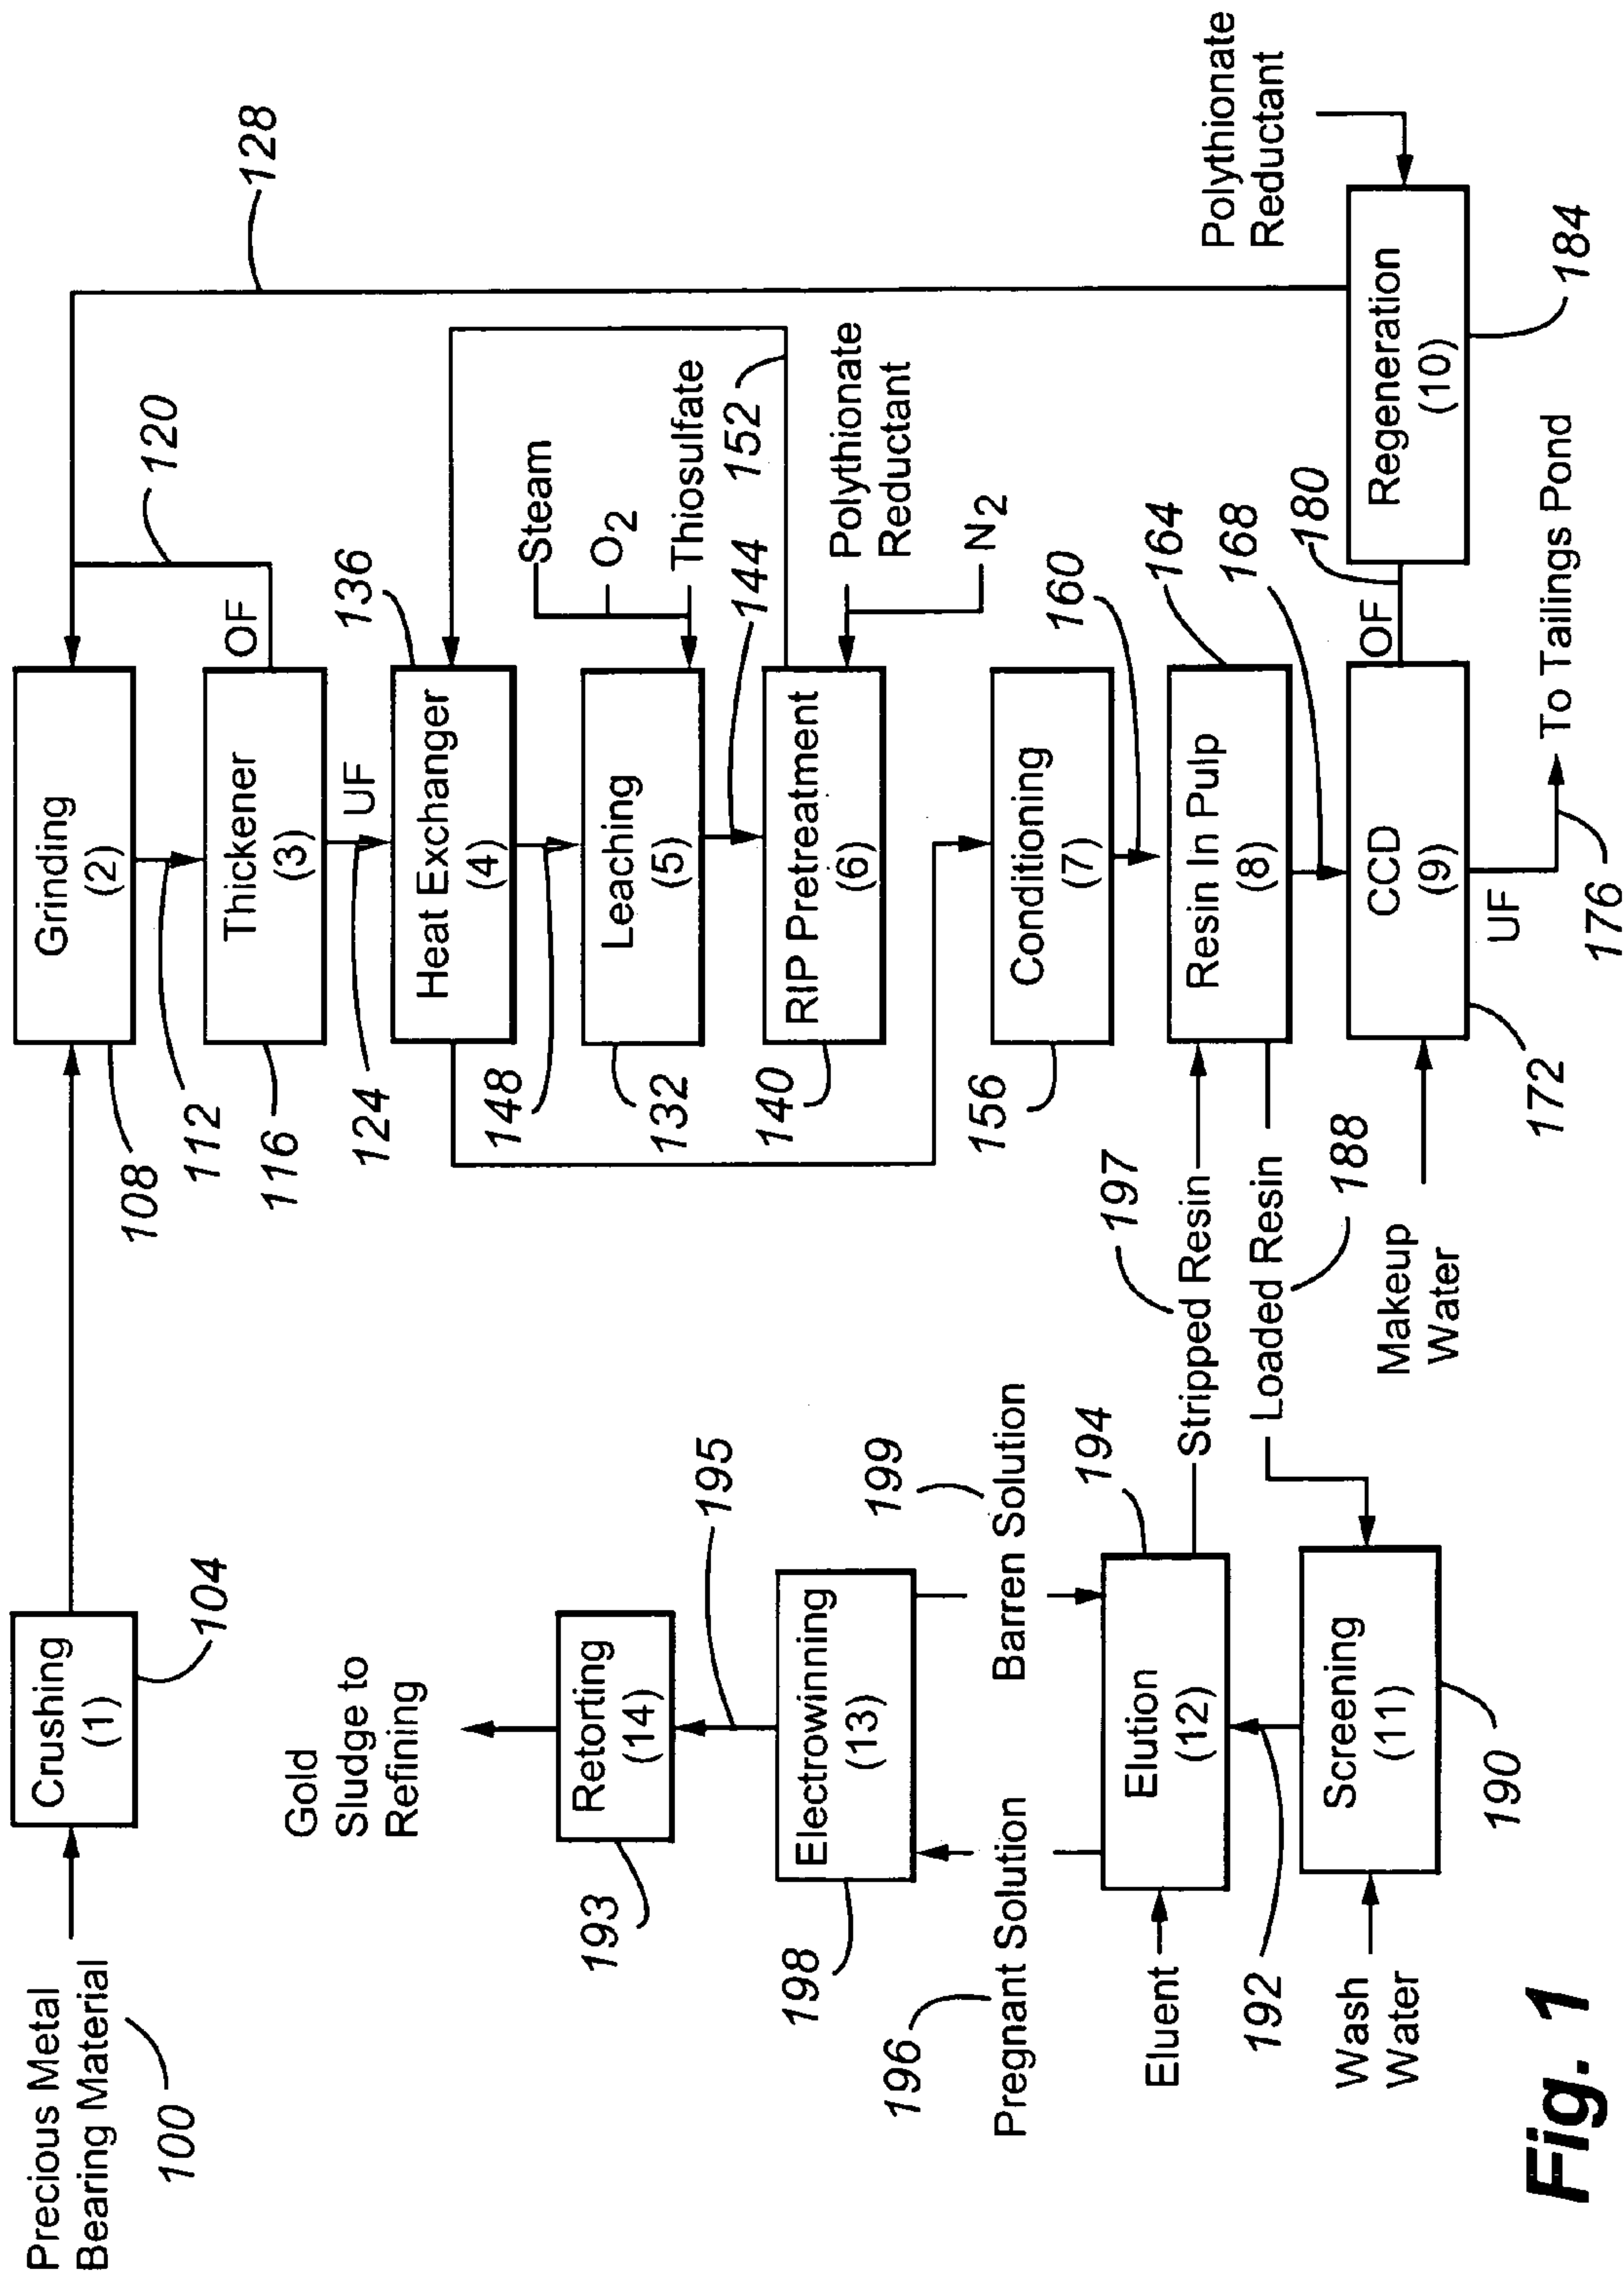 Precious Metal
Bearing Material
100
Crushing
(1)
104
Grinding
(2)
108
112
Thickener
(3)
116
OF
120
128
UF
124
Heat Exchanger
(4)
136
148
Leaching
(5)
132
Steam
O2
Thiosulfate
144
RIP Pretreatment
(6)
140
152
Polythionate
Reductant
N2
Conditioning
(7)
156
160
Resin In Pulp
(8)
164
168
197
Stripped Resin
Loaded Resin
188
CCD
(9)
172
Makeup
Water
UF
176
To Tailings Pond
OF
180
Regeneration
(10)
184
Polythionate
Reductant
Gold
Sludge to
Refining
Retorting
(14)
193
195
Electrowinning
(13)
198
199
Barren Solution
196
Pregnant Solution
Elution
(12)
194
Eluent
192
Screening
(11)
190
Wash
Water
Fig. 1